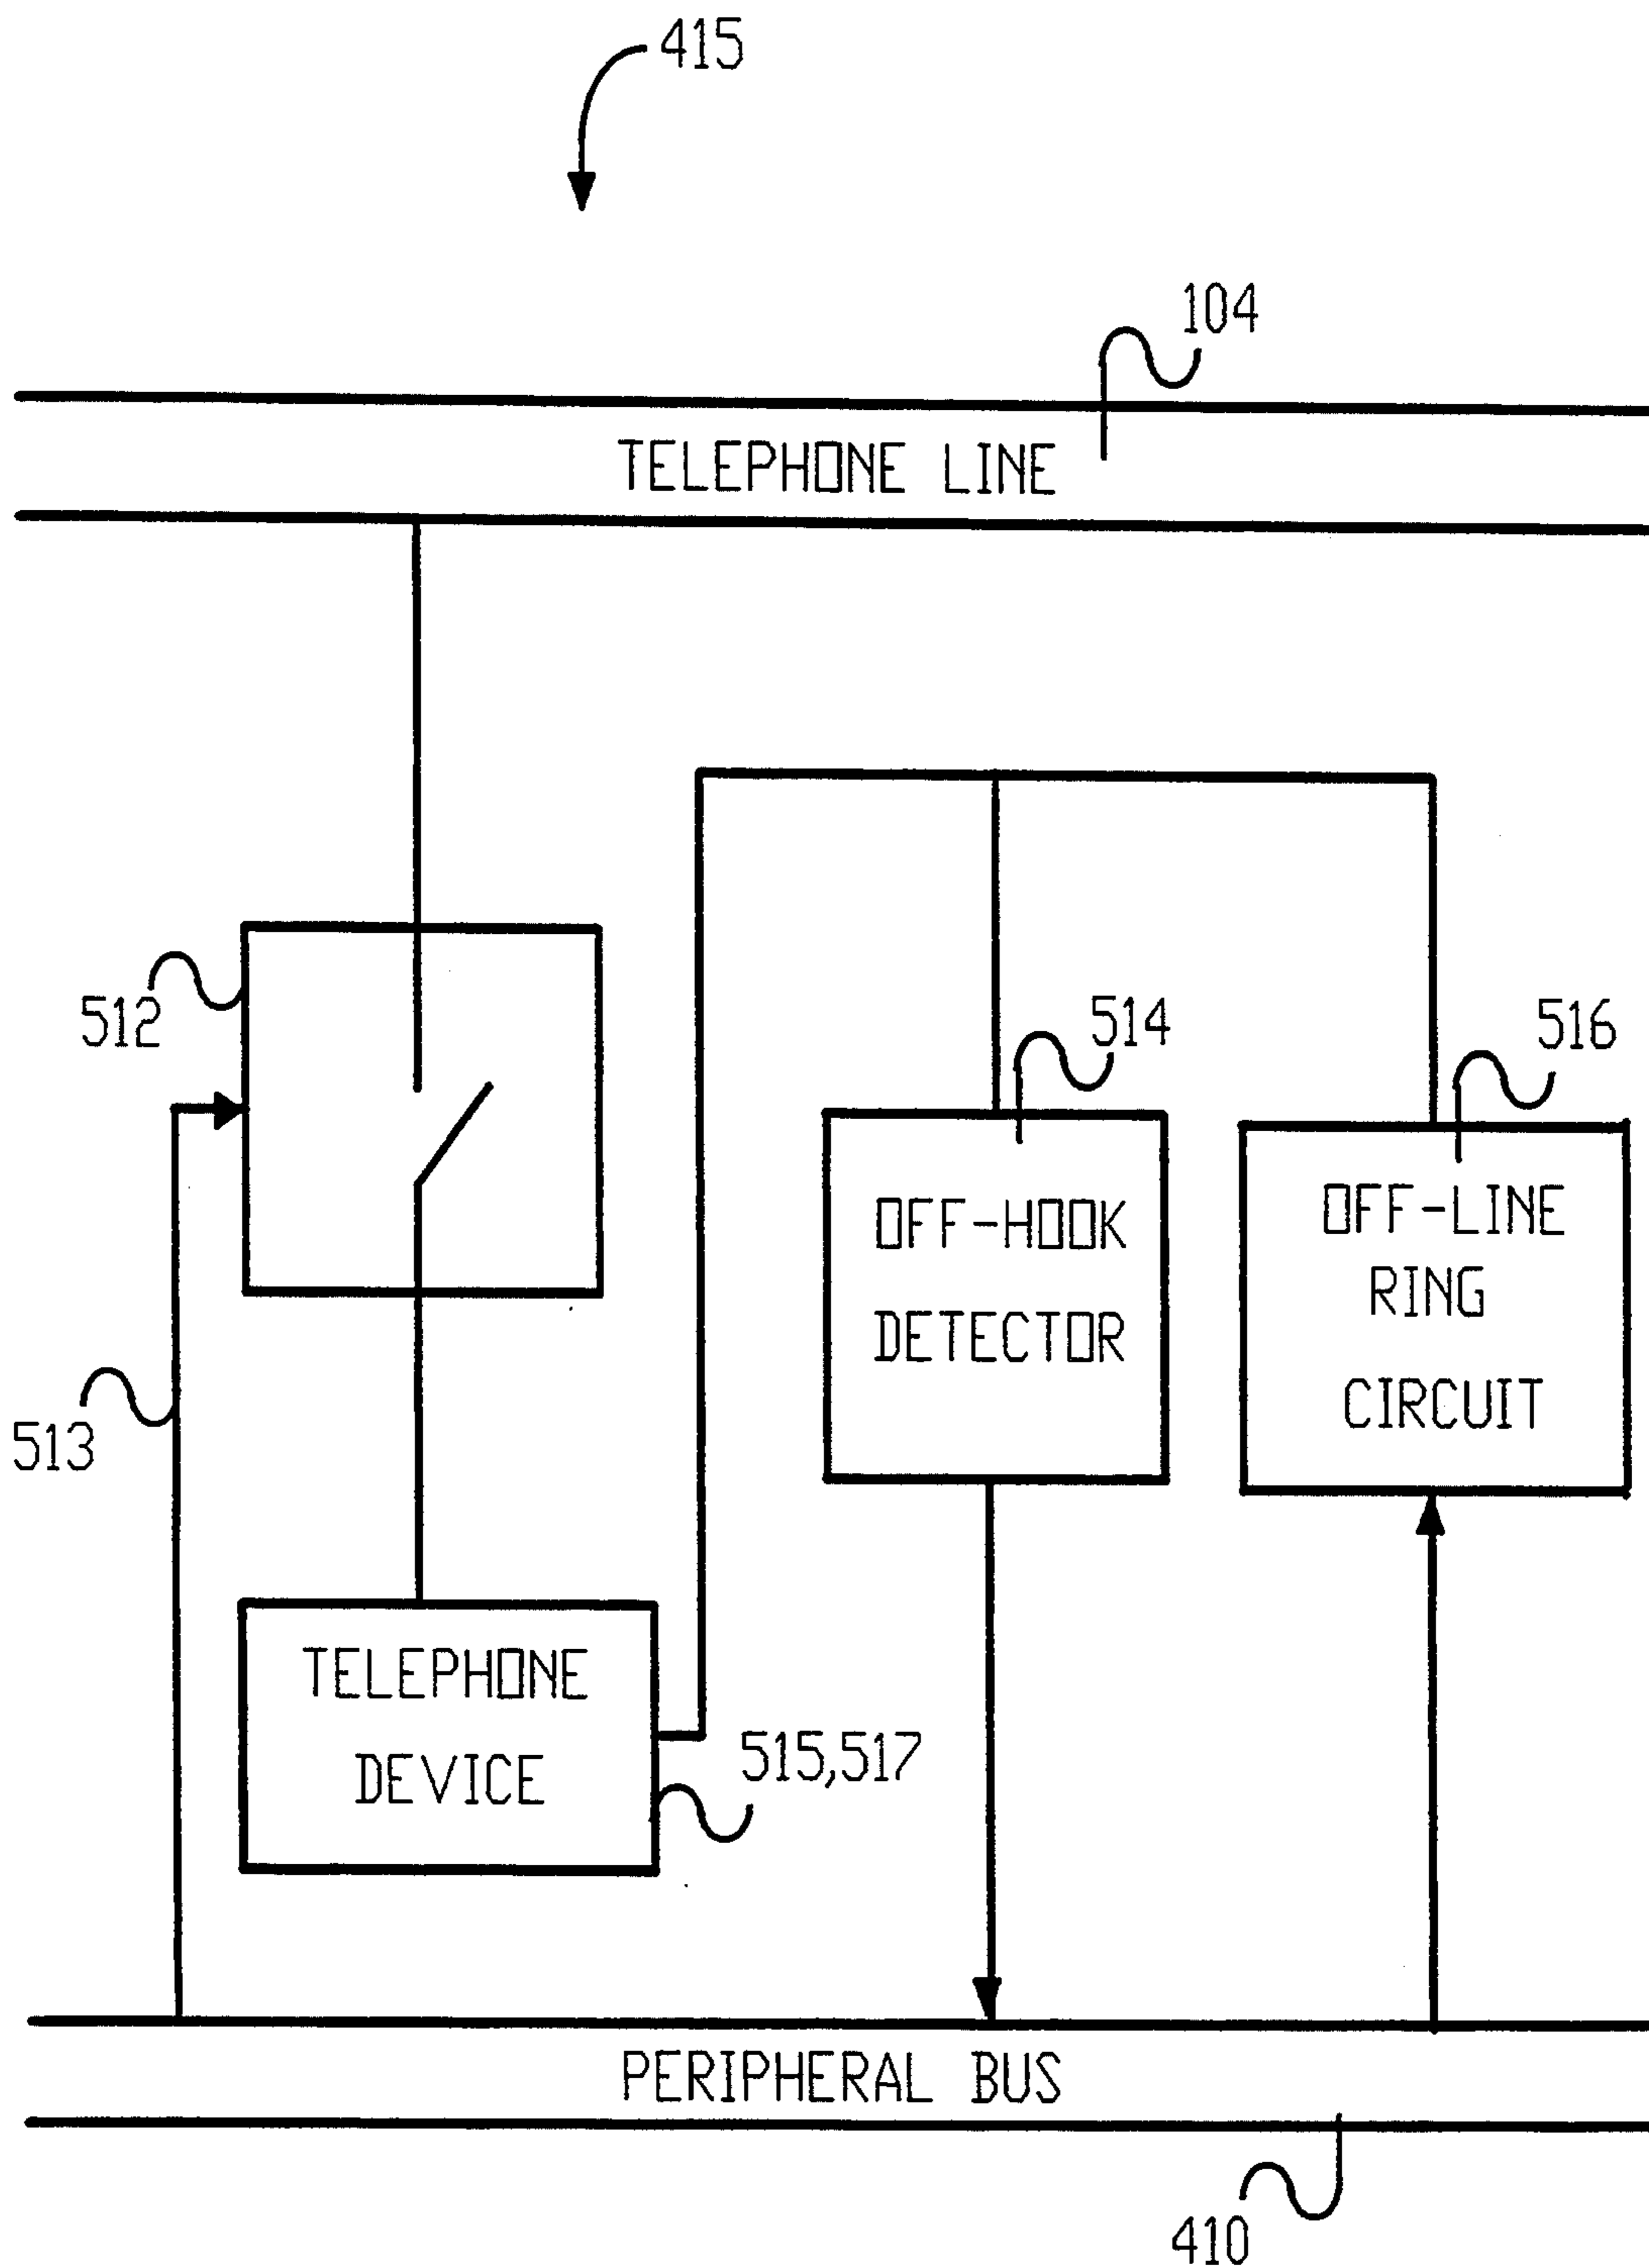 415
104
TELEPHONE LINE
512
514
516
OFF-HOOK
DETECTOR
OFF-LINE
RING
CIRCUIT
513
TELEPHONE
DEVICE
515,517
PERIPHERAL BUS
410